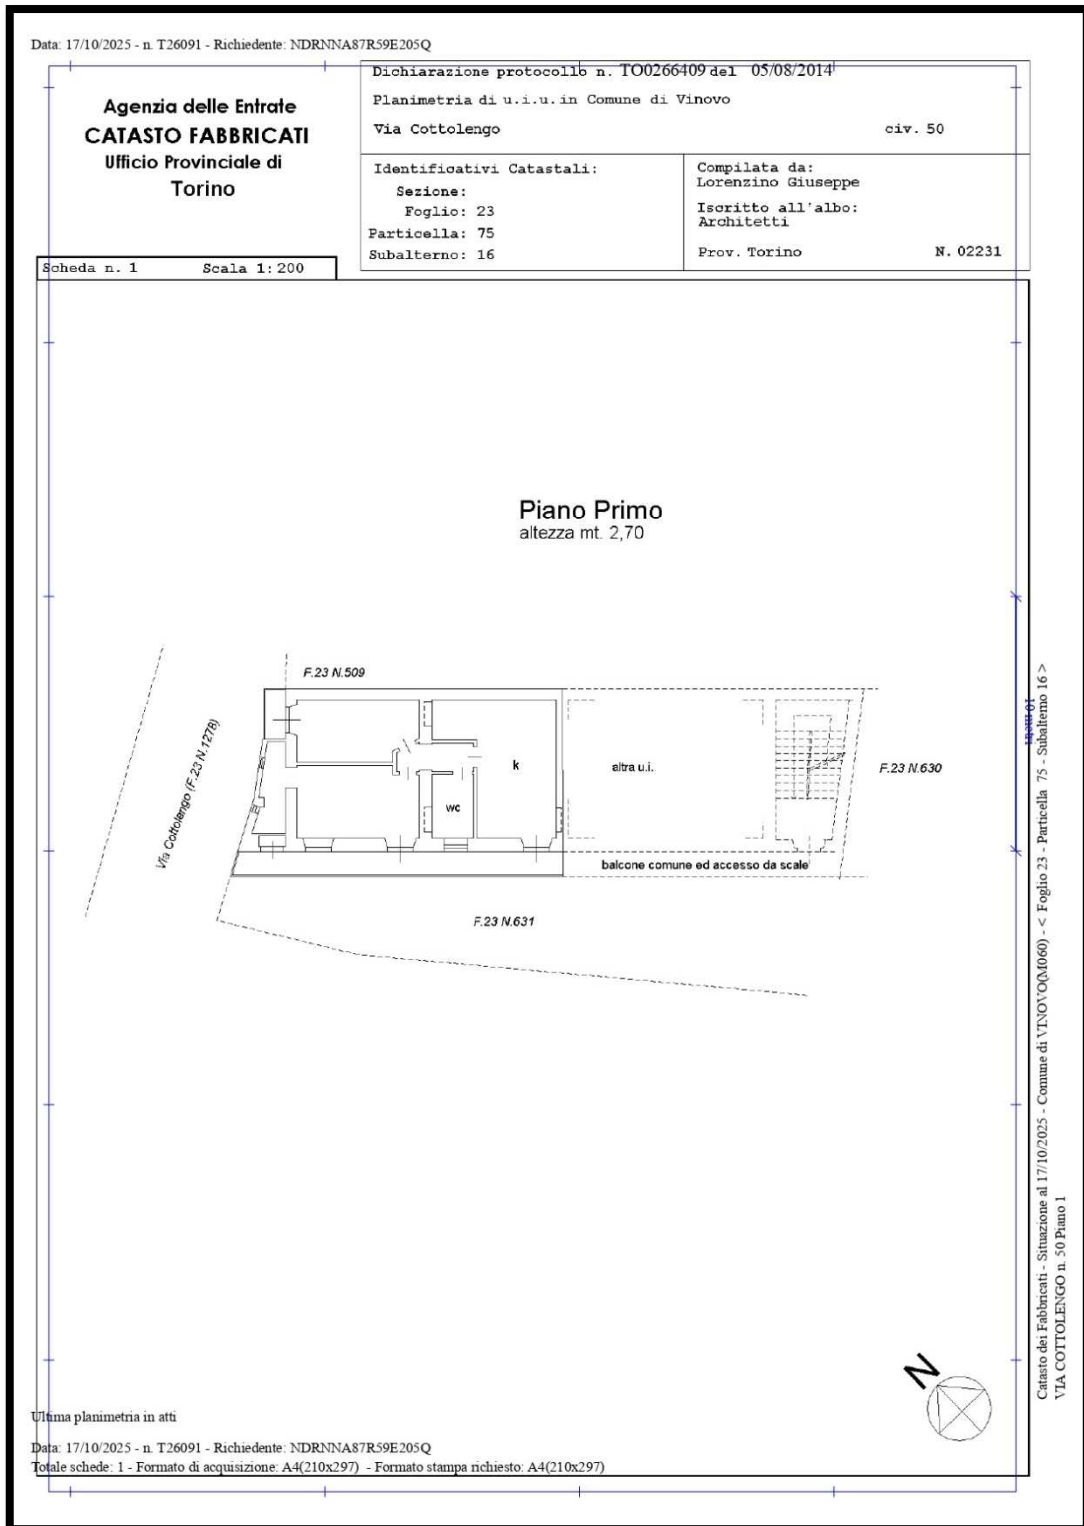 Data: 17/10/2025 - n. T26091 - Richiedente: NDRNNA87R59E205Q
Agenzia delle Entrate
CATASTO FABBRICATI
Ufficio Provinciale di
Torino
Dichiarazione protocollo n. TO0266409 del 05/08/2014
Planimetria di u.i.u. in Comune di Vinovo
Via Cottolengo civ. 50
Identificativi Catastali:
Sezione:
Foglio: 23
Particella: 75
Subalterno: 16
Compilata da:
Lorenzino Giuseppe
Iscritto all'albo:
Architetti
Prov. Torino N. 02231
Scheda n. 1 Scala 1:200
Piano Primo
altezza mt. 2,70
F.23 N.509
Via Cottolengo (F.23 N.1278)
k
wc
altra u.i.
F.23 N.630
balcone comune ed accesso da scale
F.23 N.631
10 metri
Catasto dei Fabbricati - Situazione al 17/10/2025 - Comune di VINOVO(M060) - < Foglio 23 - Particella 75 - Subalterno 16 >
VIA COTTOLENGO n. 50 Piano 1
N
Ultima planimetria in atti
Data: 17/10/2025 - n. T26091 - Richiedente: NDRNNA87R59E205Q
Totale schede: 1 - Formato di acquisizione: A4(210x297) - Formato stampa richiesto: A4(210x297)